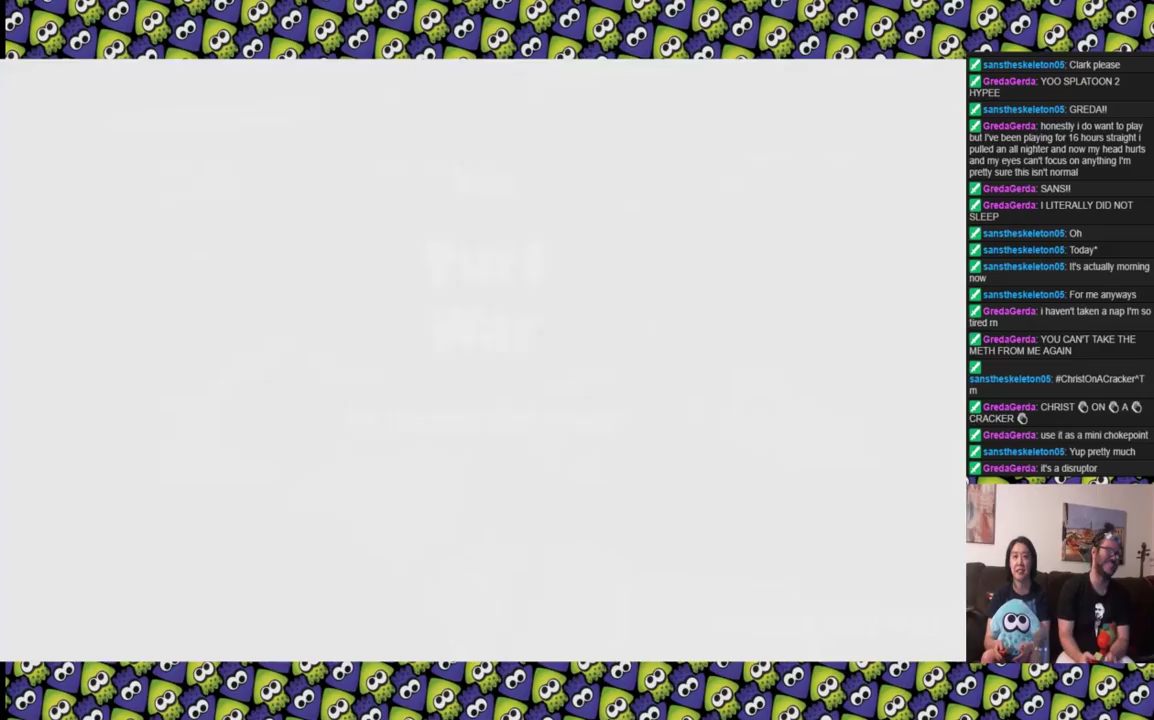 Turf
War
sanstheskeleton05: Clark please
GredaGerda: YOO SPLATOON 2
HYPEE
sanstheskeleton05: GREDA!!
GredaGerda: honestly i do want to play
but I've been playing for 16 hours straight i
pulled an all nighter and now my head hurts
and my eyes can't focus on anything I'm
pretty sure this isn't normal
GredaGerda: SANS!!
GredaGerda: I LITERALLY DID NOT
SLEEP
sanstheskeleton05: Oh
sanstheskeleton05: Today*
sanstheskeleton05: It's actually morning
now
sanstheskeleton05: For me anyways
GredaGerda: i haven't taken a nap I'm so
tired rn
GredaGerda: YOU CAN'T TAKE THE
METH FROM ME AGAIN
sanstheskeleton05: #ChristOnACracker^T
m
GredaGerda: CHRIST 👏 ON 👏 A 👏
CRACKER 👏
GredaGerda: use it as a mini chokepoint
sanstheskeleton05: Yup pretty much
GredaGerda: it's a disruptor